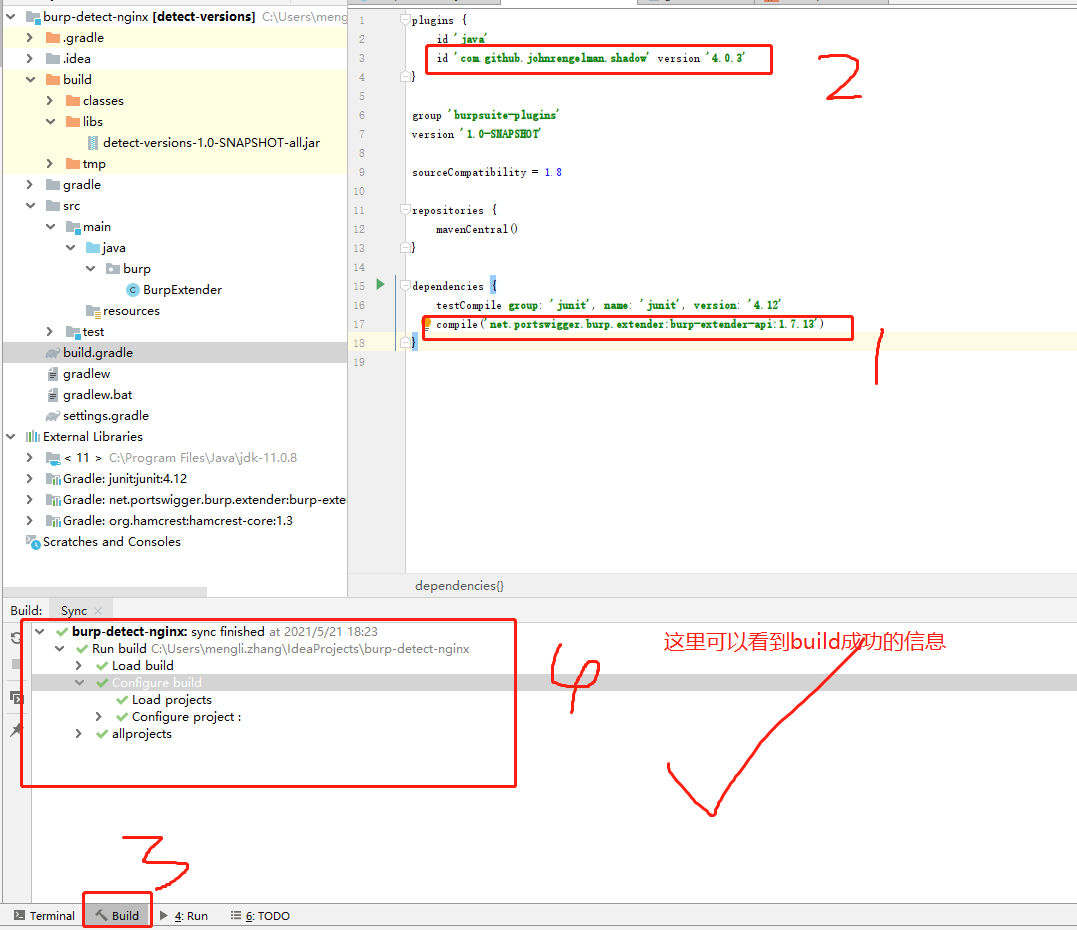 burp-detect-nginx [detect-versions] C:\Users\meng
.gradle
.idea
build
classes
libs
detect-versions-1.0-SNAPSHOT-all.jar
tmp
gradle
src
main
java
burp
BurpExtender
resources
test
build.gradle
gradlew
gradlew.bat
settings.gradle
External Libraries
< 11 > C:\Program Files\Java\jdk-11.0.8
Gradle: junit:junit:4.12
Gradle: net.portswigger.burp.extender:burp-exte
Gradle: org.hamcrest:hamcrest-core:1.3
Scratches and Consoles
1 plugins {
2 id 'java'
3 id 'com.github.johnrengelman.shadow' version '4.0.3'
4 }
5
6 group 'burpsuite-plugins'
7 version '1.0-SNAPSHOT'
8
9 sourceCompatibility = 1.8
10
11 repositories {
12 mavenCentral()
13 }
14
15 dependencies {
16 testCompile group: 'junit', name: 'junit', version: '4.12'
17 compile('net.portswigger.burp.extender:burp-extender-api:1.7.13')
18 }
19
2
1
dependencies{}
Build: Sync ×
burp-detect-nginx: sync finished at 2021/5/21 18:23
Run build C:\Users\mengli.zhang\IdeaProjects\burp-detect-nginx
Load build
Configure build
Load projects
Configure project :
allprojects
4
这里可以看到build成功的信息
3
Terminal Build 4: Run 6: TODO